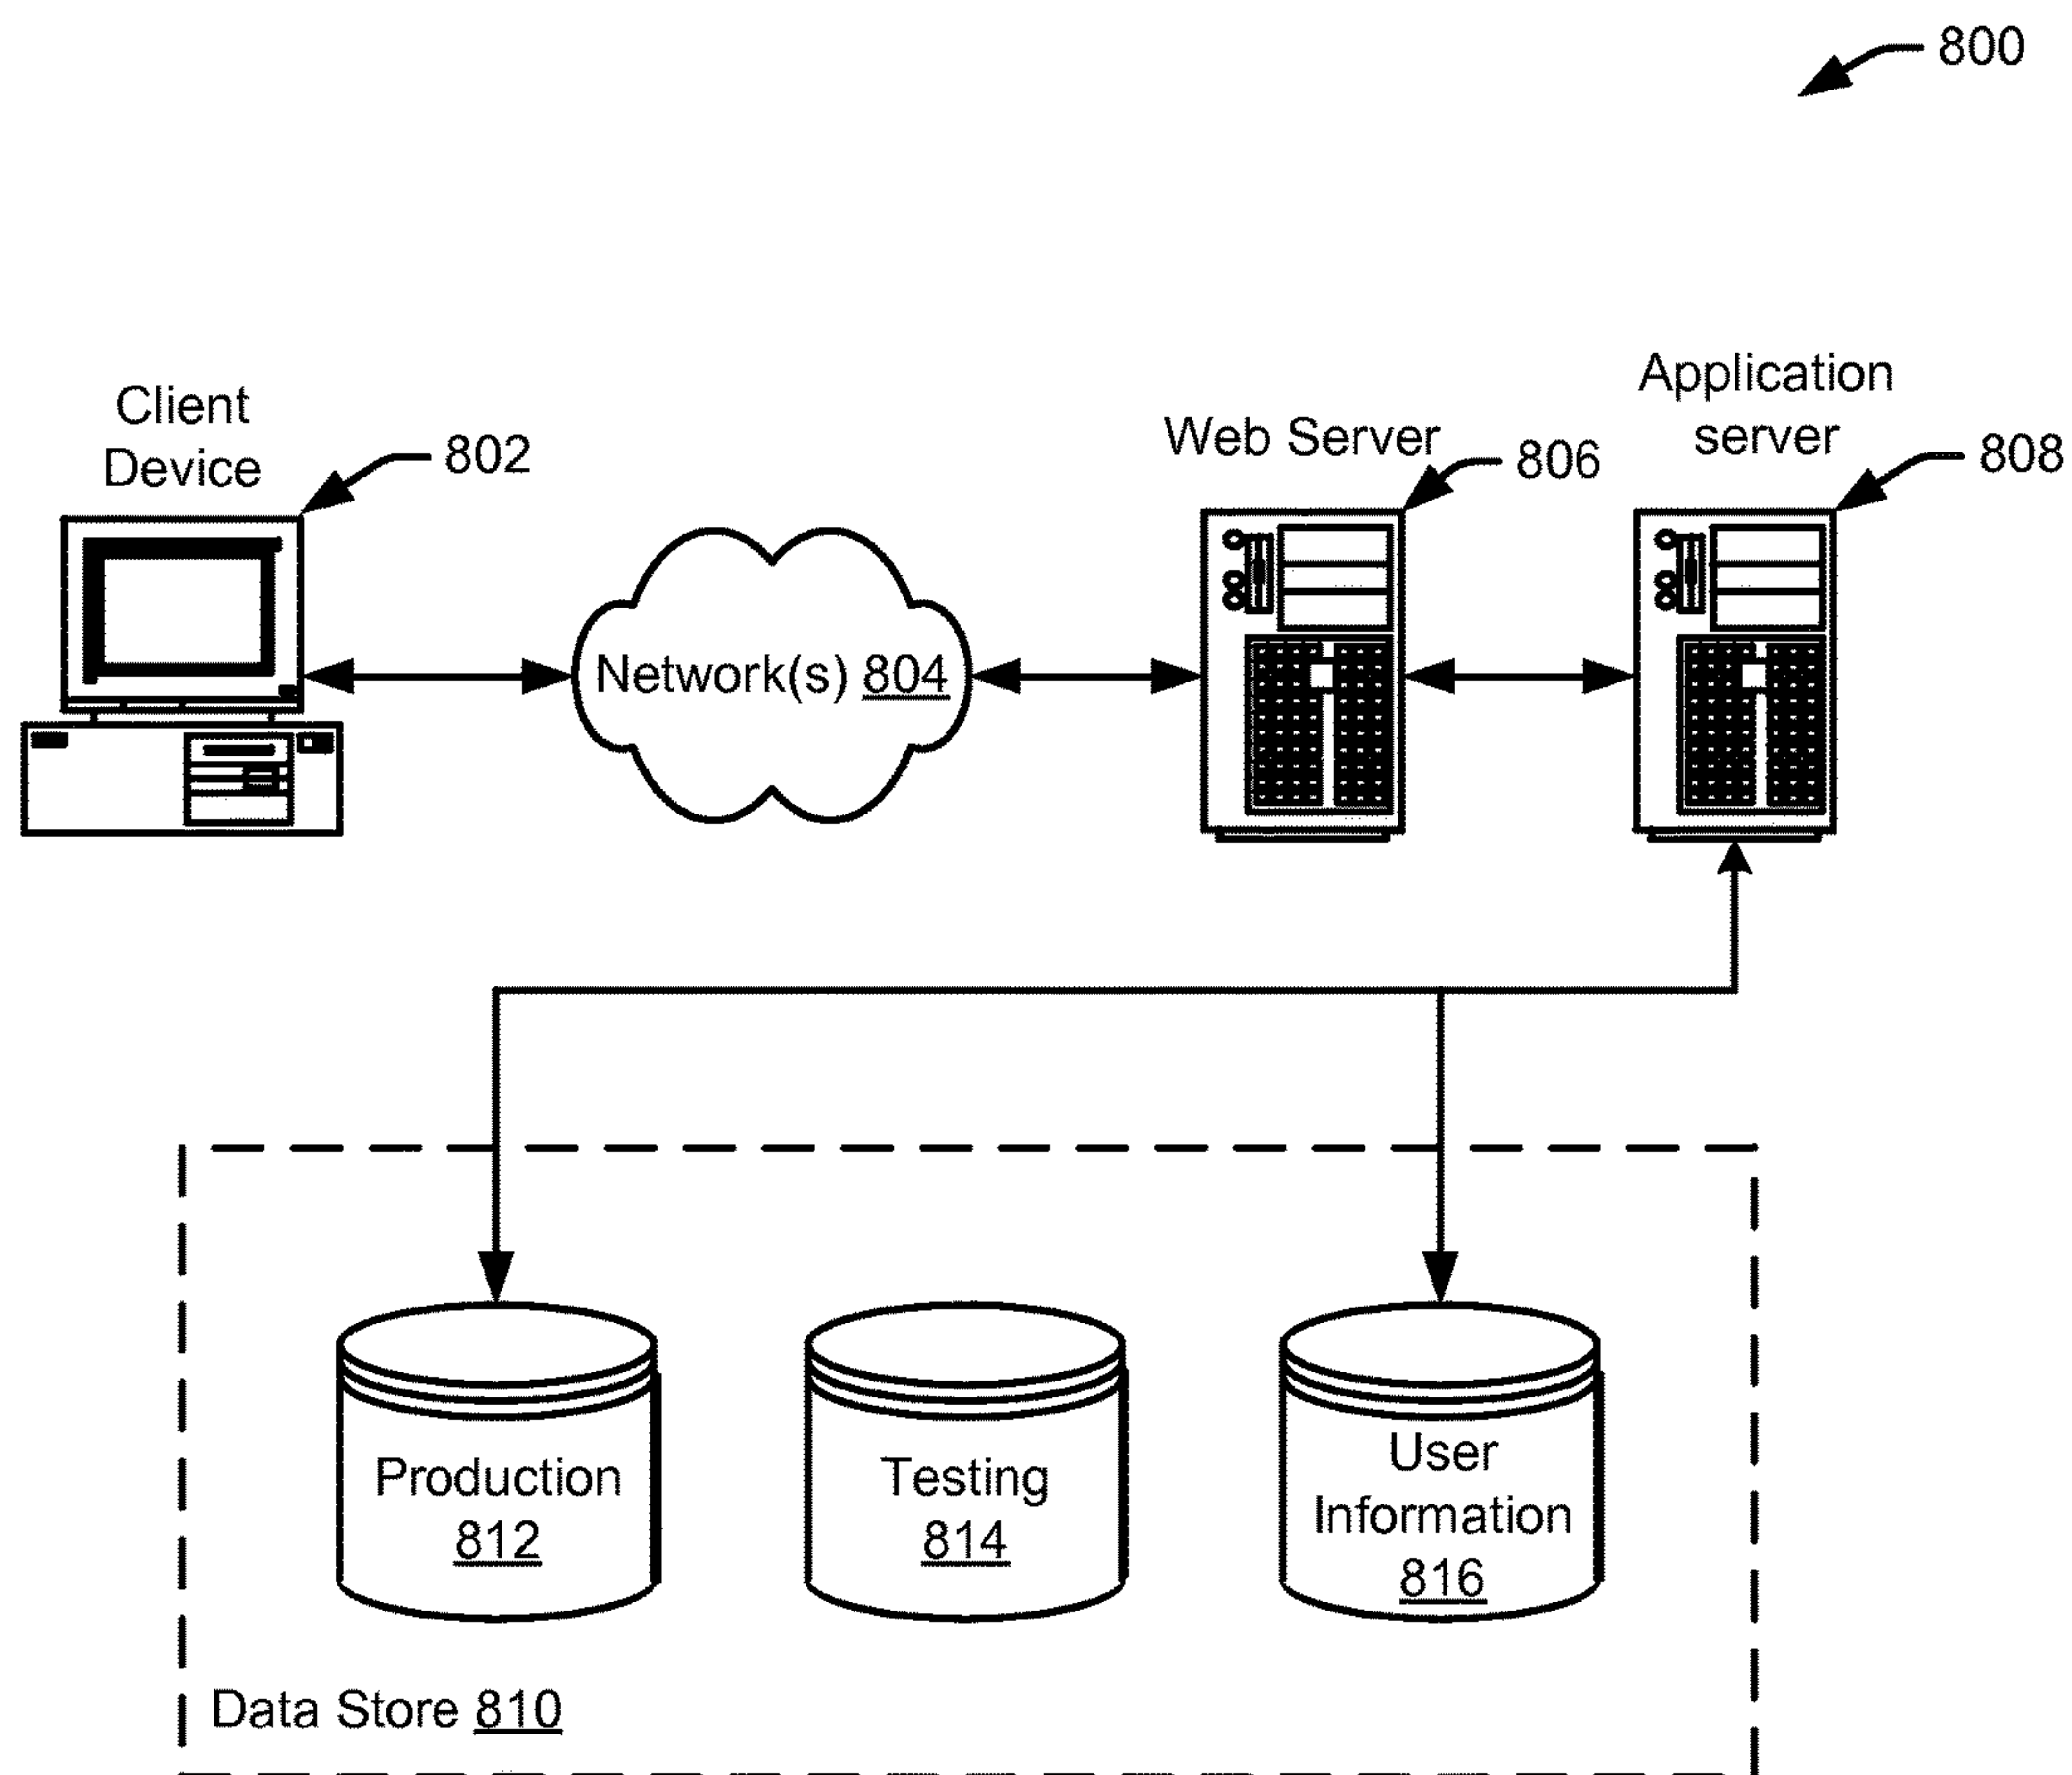 800
Client
Device
802
Web Server
806
Application
server
808
Network(s) 804
Production
812
Testing
814
User
Information
816
Data Store 810